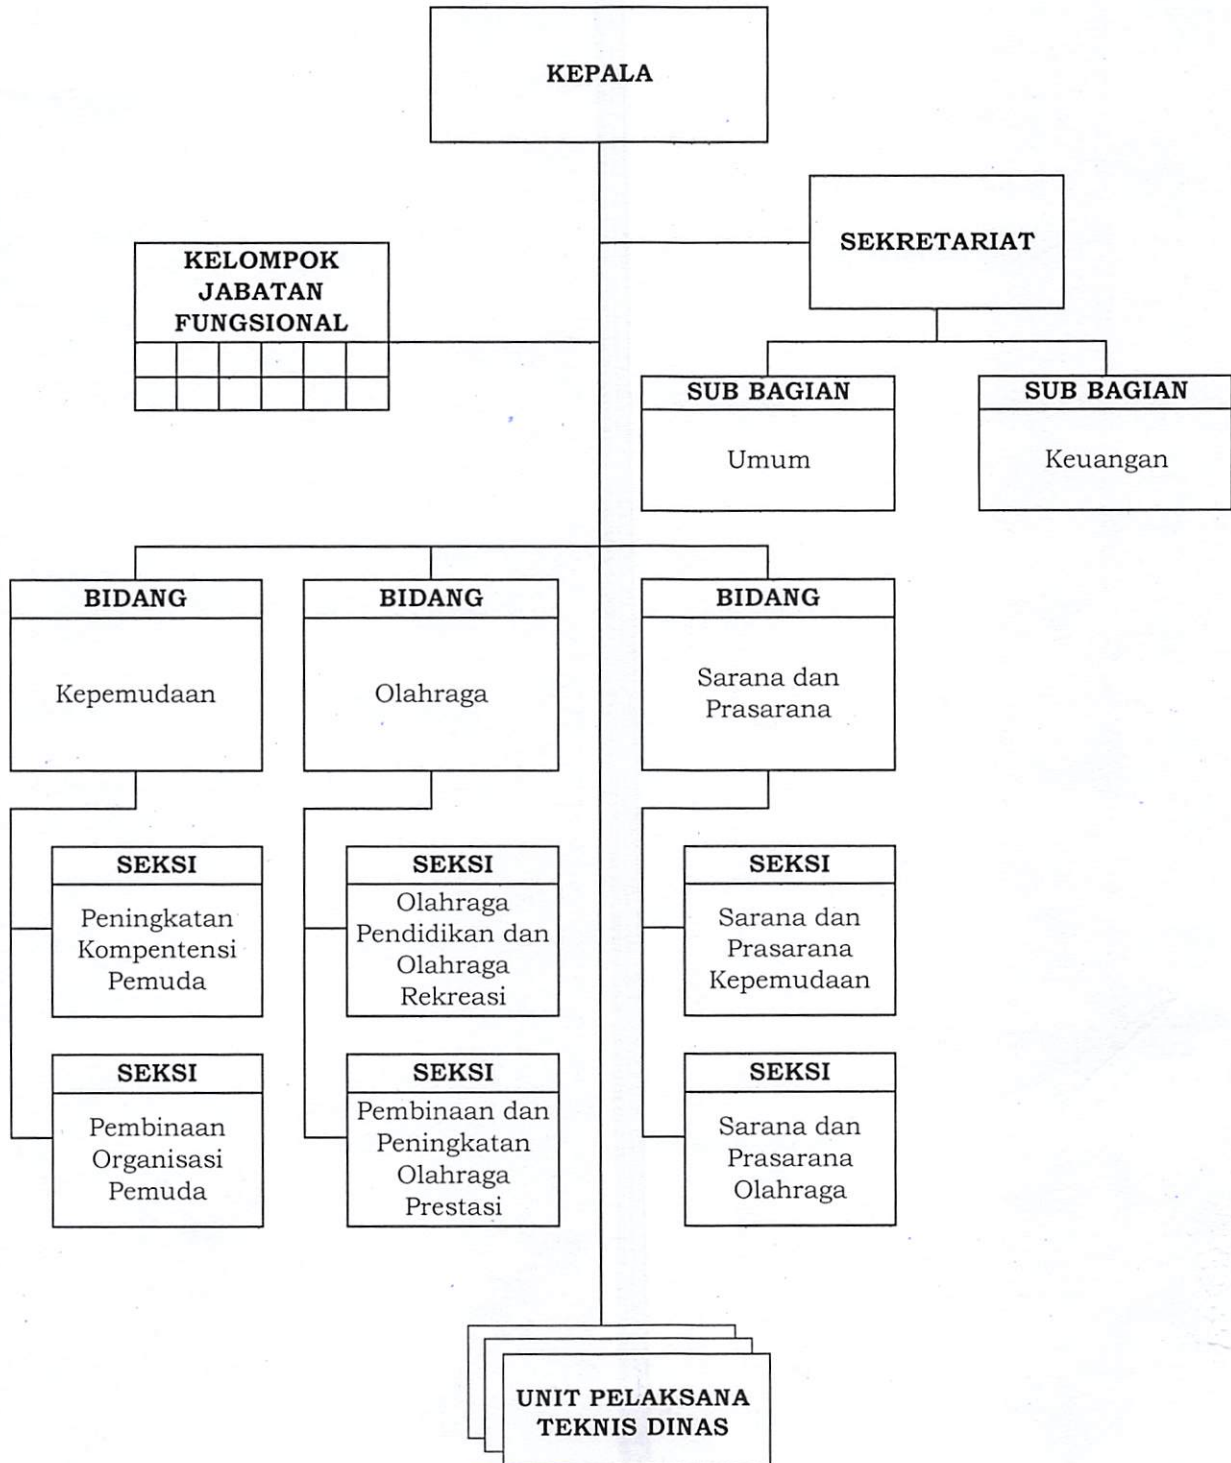 KEPALA
SEKRETARIAT
KELOMPOK
JABATAN
FUNGSIONAL
SUB BAGIAN
Umum
SUB BAGIAN
Keuangan
BIDANG
Kepemudaan
BIDANG
Olahraga
BIDANG
Sarana dan
Prasarana
SEKSI
Peningkatan
Kompentensi
Pemuda
SEKSI
Olahraga
Pendidikan dan
Olahraga
Rekreasi
SEKSI
Sarana dan
Prasarana
Kepemudaan
SEKSI
Pembinaan
Organisasi
Pemuda
SEKSI
Pembinaan dan
Peningkatan
Olahraga
Prestasi
SEKSI
Sarana dan
Prasarana
Olahraga
UNIT PELAKSANA
TEKNIS DINAS